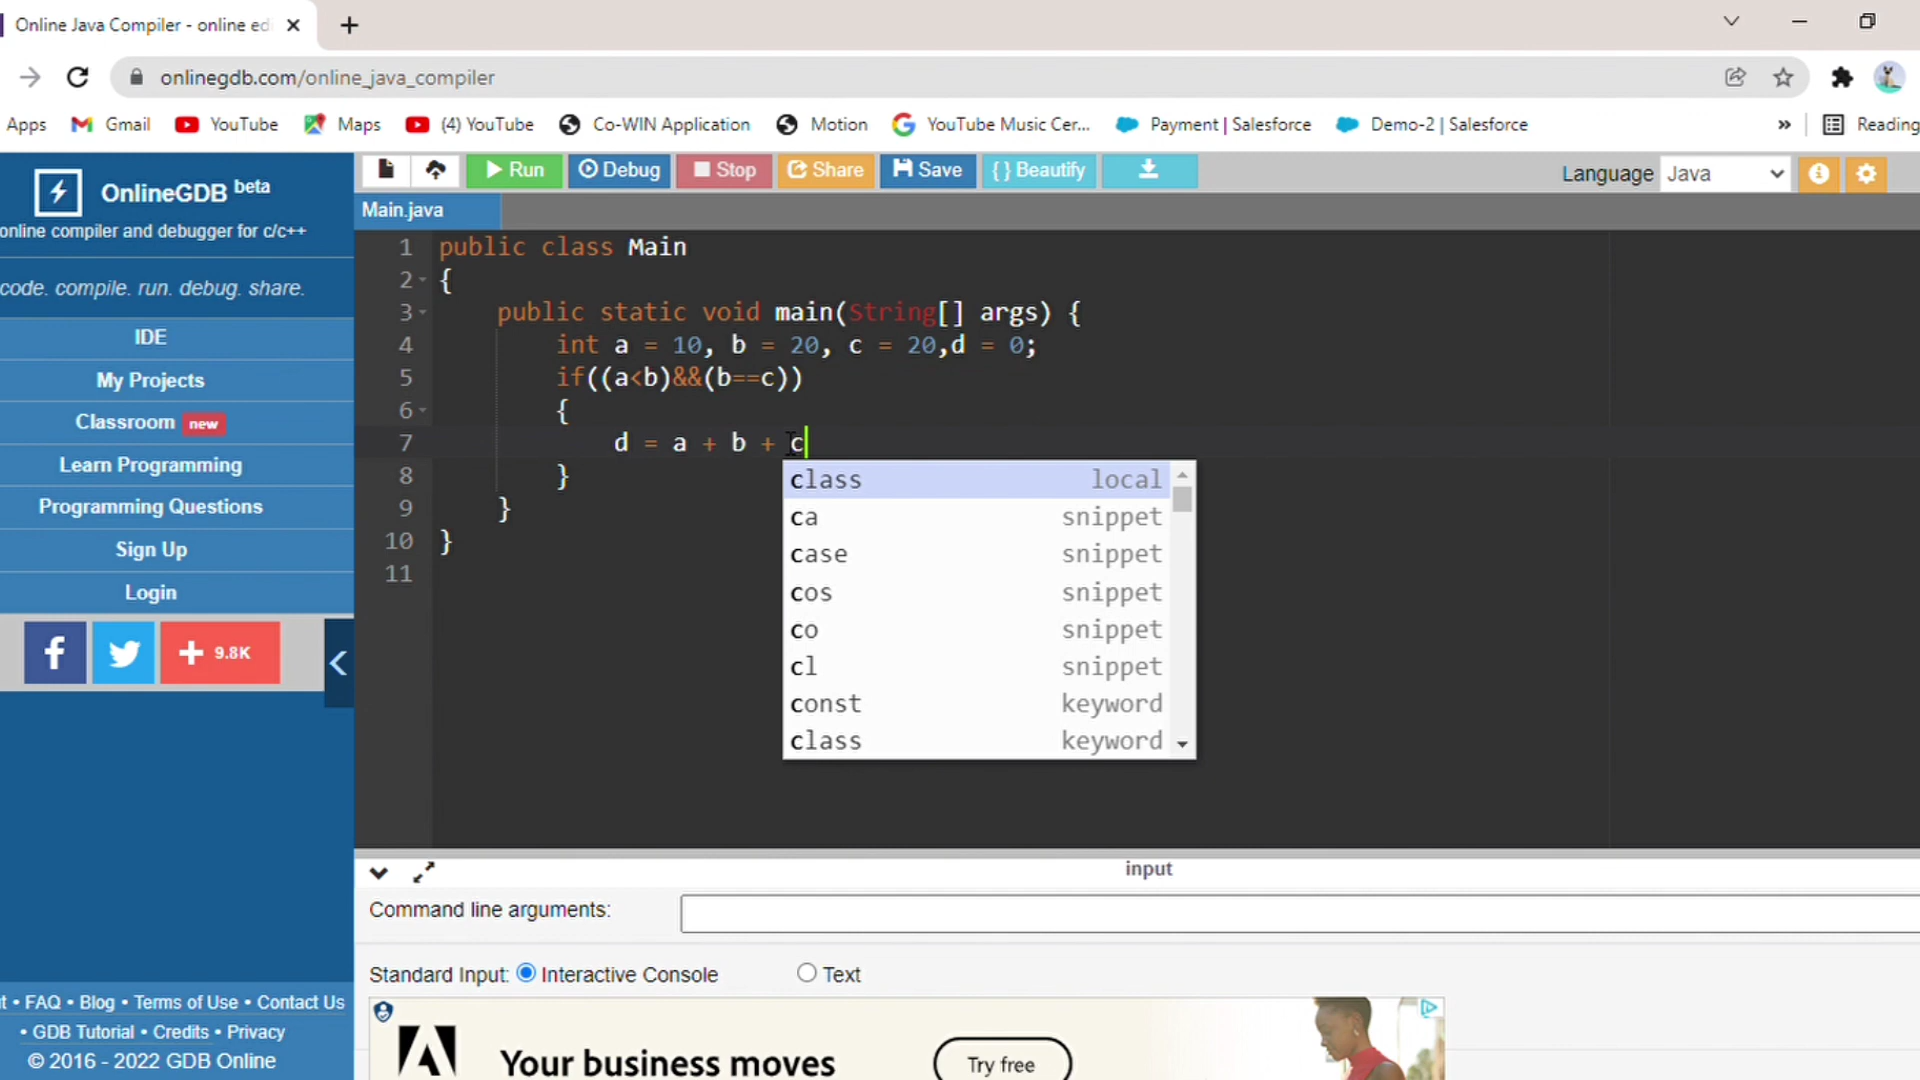 Online Java Compiler - online edi
onlinegdb.com/online_java_compiler
Apps Gmail YouTube Maps (4) YouTube Co-WIN Application Motion YouTube Music Cer... Payment | Salesforce Demo-2 | Salesforce » Reading
OnlineGDB beta
online compiler and debugger for c/c++
code. compile. run. debug. share.
IDE
My Projects
Classroom new
Learn Programming
Programming Questions
Sign Up
Login
f + 9.8K
t • FAQ • Blog • Terms of Use • Contact Us
• GDB Tutorial • Credits • Privacy
© 2016 - 2022 GDB Online
Run Debug Stop Share Save {} Beautify Language Java
Main.java
1 public class Main
2 {
3 public static void main(String[] args) {
4 int a = 10, b = 20, c = 20,d = 0;
5 if((a<b)&&(b==c))
6 {
7 d = a + b + c
8 }
9 }
10 }
11
class local
ca snippet
case snippet
cos snippet
co snippet
cl snippet
const keyword
class keyword
input
Command line arguments:
Standard Input: Interactive Console Text
Your business moves Try free